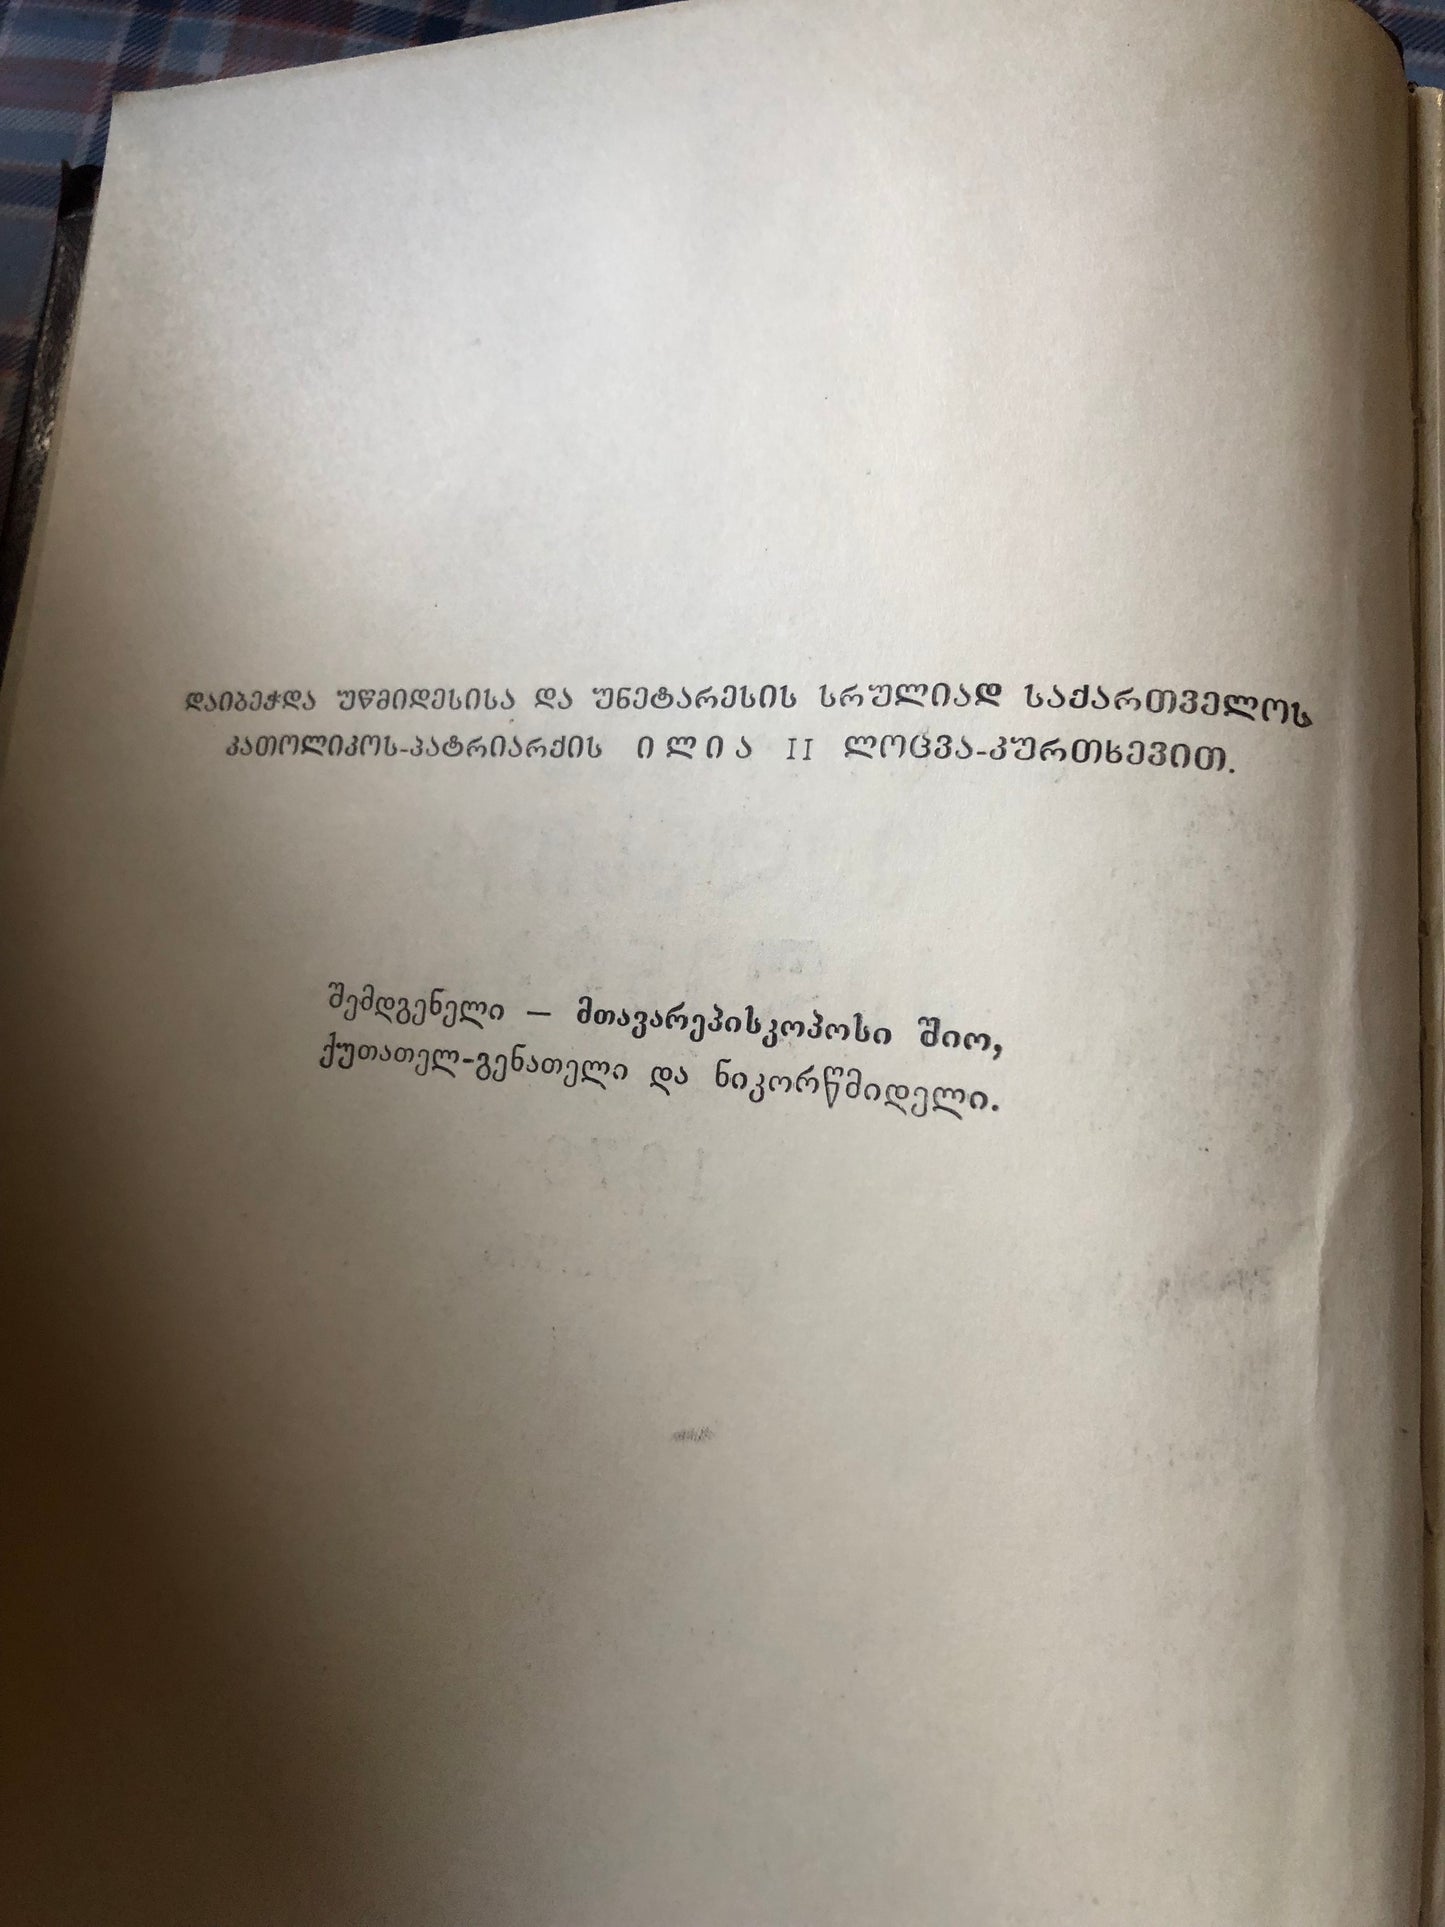 დაიბეჭდა უწმიდესისა და უნეტარესის სრულიად საქართველოს
კათოლიკოს-პატრიარქის ილია II ლოცვა-კურთხევით.
შემდგენელი — მთავარეპისკოპოსი შიო,
ქუთათელ-გენათელი და ნიკორწმიდელი.